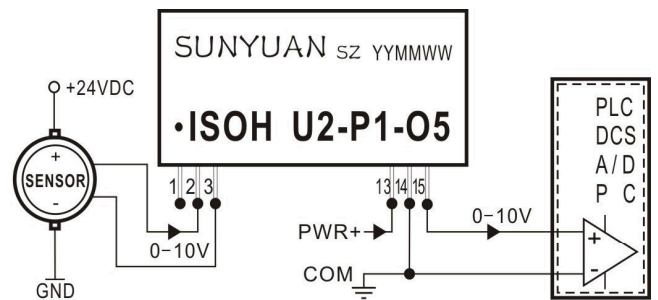 SUNYUAN SZ YYMMWW
+24VDC
·ISOH U2-P1-O5
PLC
DCS
A/D
P C
+
SENSOR
-
1 2 3
13 14 15
0-10V
PWR+
0-10V
+
-
COM
GND